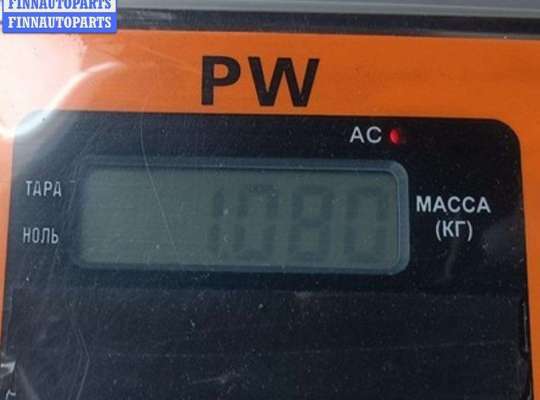 FINNAUTOPARTS
FINNAUTOPARTS
PW
AC
ТАРА
1080
МАССА
НОЛЬ
(КГ)